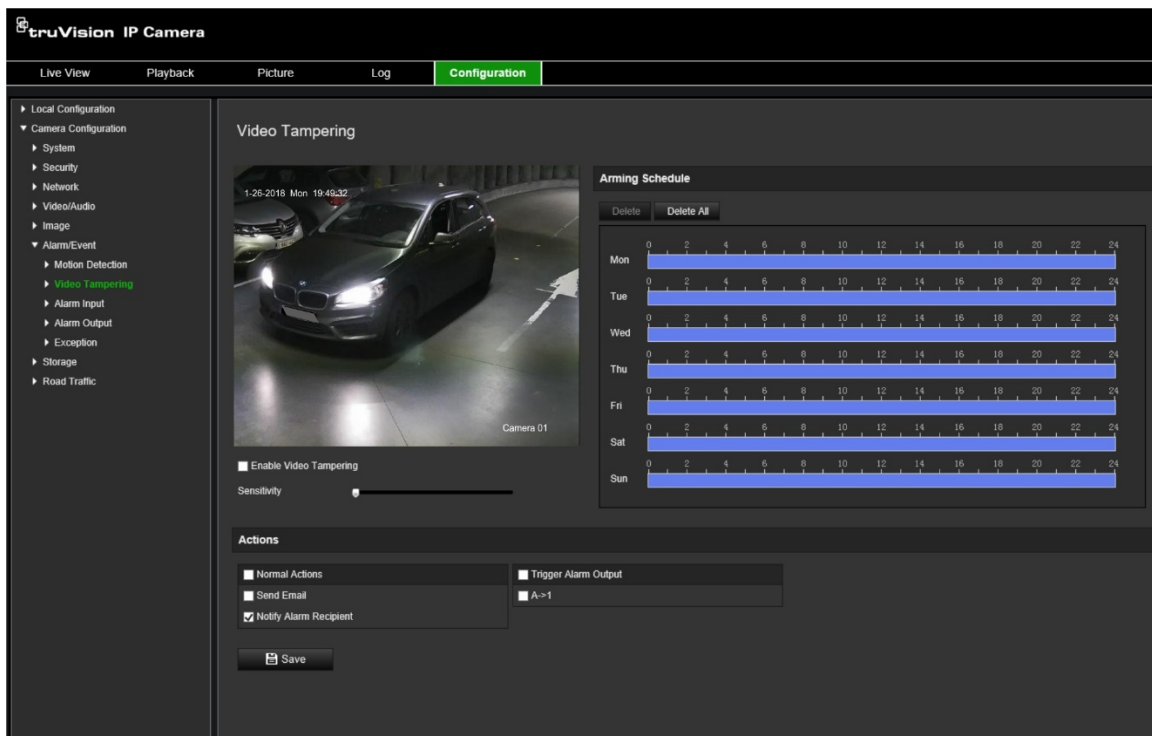 truVision IP Camera
Live View Playback Picture Log Configuration
Local Configuration
Camera Configuration
System
Security
Network
Video/Audio
Image
Alarm/Event
Motion Detection
Video Tampering
Alarm Input
Alarm Output
Exception
Storage
Road Traffic
Video Tampering
1-26-2018 Mon 19:49:32
Camera 01
Enable Video Tampering
Sensitivity
Arming Schedule
Delete Delete All
0 2 4 6 8 10 12 14 16 18 20 22 24
Mon
0 2 4 6 8 10 12 14 16 18 20 22 24
Tue
0 2 4 6 8 10 12 14 16 18 20 22 24
Wed
0 2 4 6 8 10 12 14 16 18 20 22 24
Thu
0 2 4 6 8 10 12 14 16 18 20 22 24
Fri
0 2 4 6 8 10 12 14 16 18 20 22 24
Sat
0 2 4 6 8 10 12 14 16 18 20 22 24
Sun
Actions
Normal Actions Trigger Alarm Output
Send Email A->1
Notify Alarm Recipient
Save